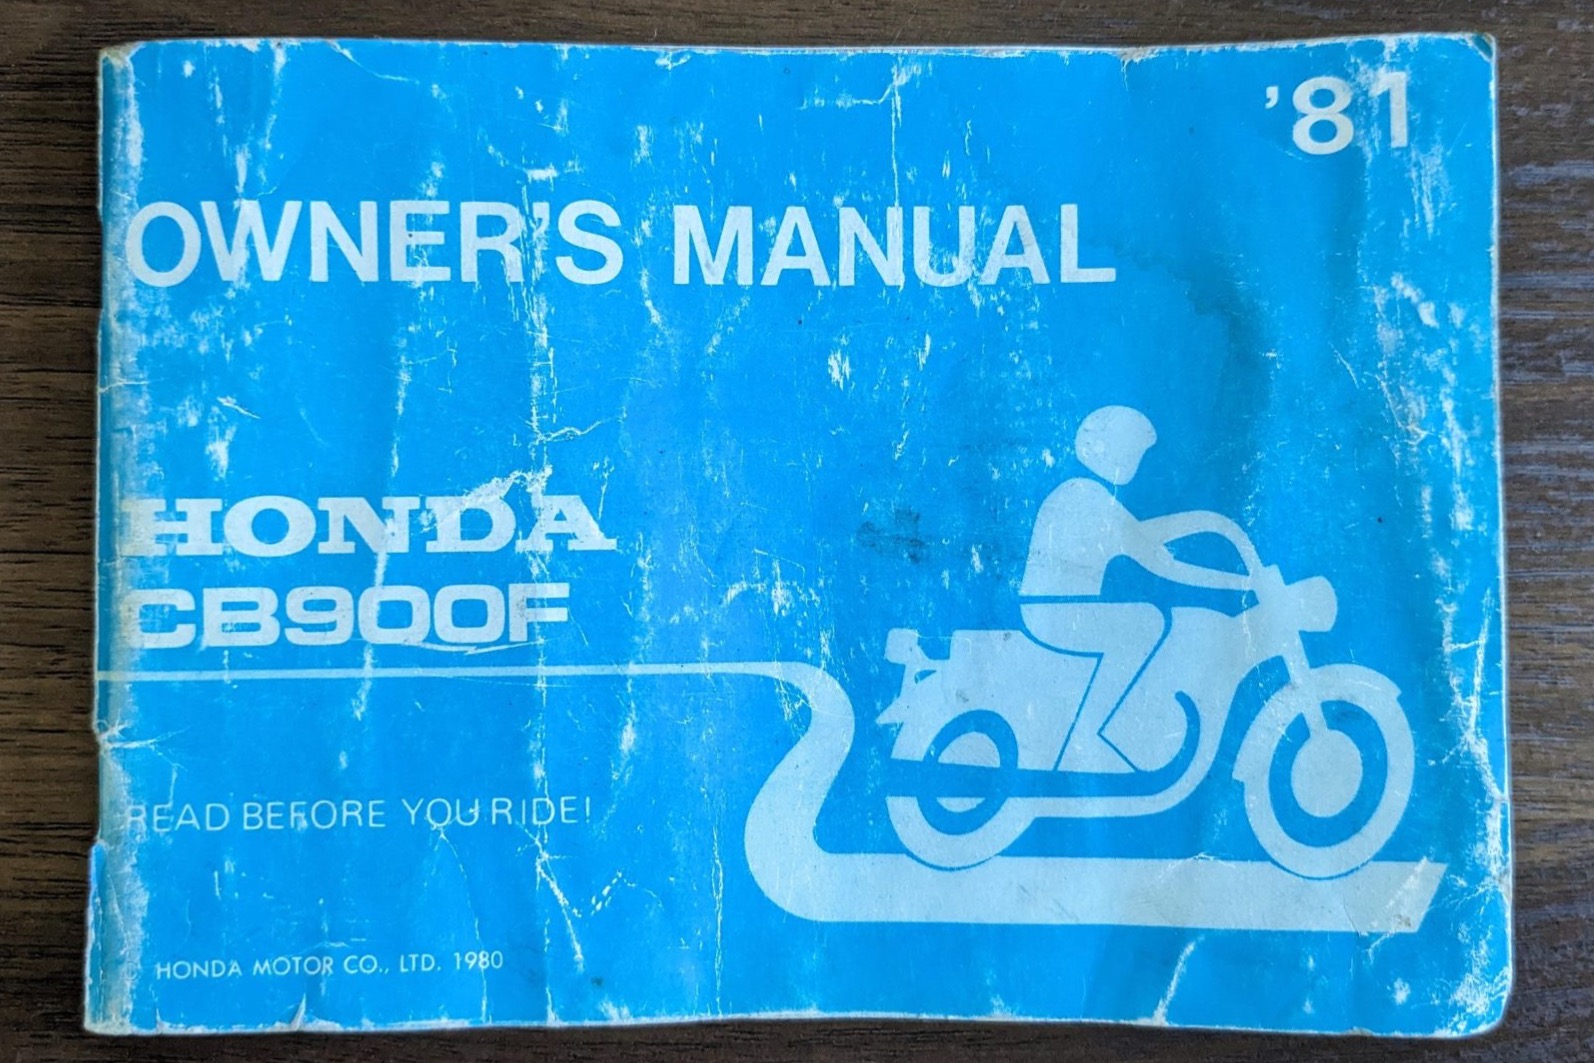 '81
OWNER'S MANUAL
HONDA
CB900F
READ BEFORE YOU RIDE!
HONDA MOTOR CO., LTD. 1980